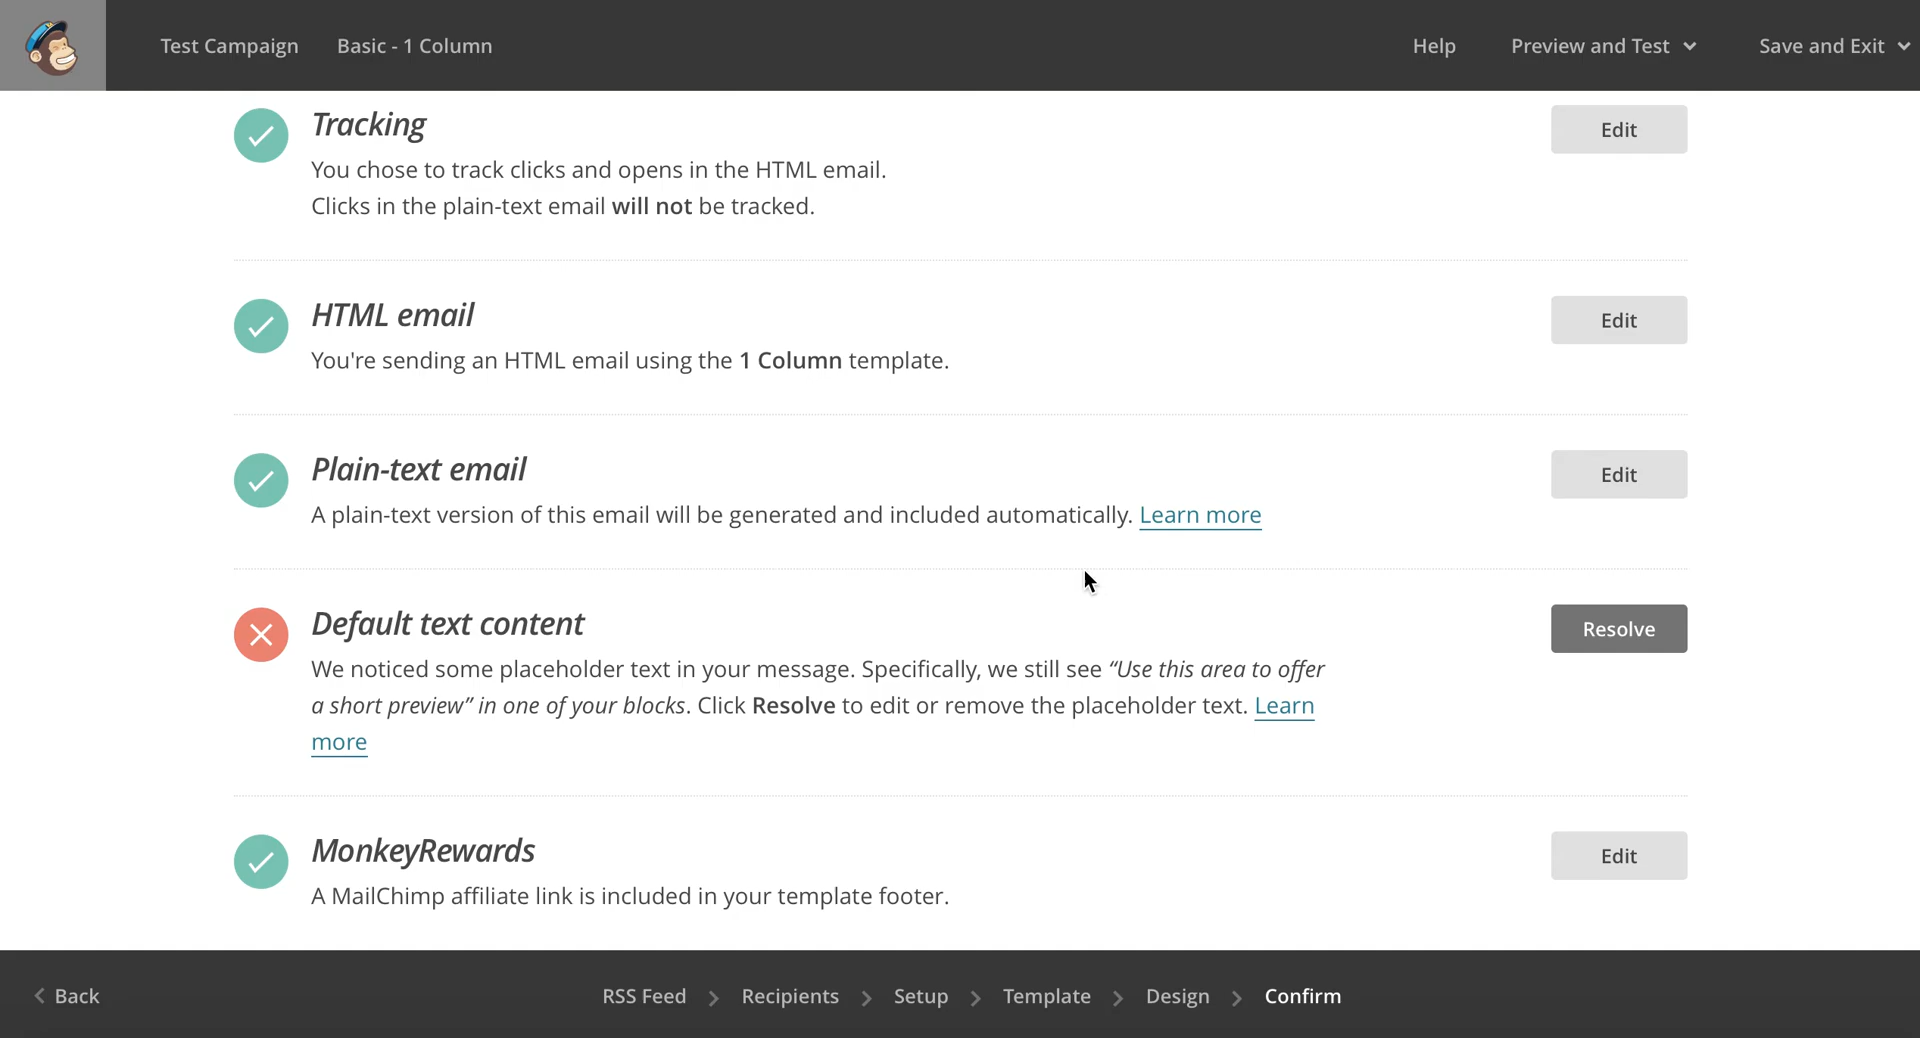 Test Campaign Basic - 1 Column Help Preview and Test Save and Exit
Tracking Edit
You chose to track clicks and opens in the HTML email.
Clicks in the plain-text email will not be tracked.
HTML email Edit
You're sending an HTML email using the 1 Column template.
Plain-text email Edit
A plain-text version of this email will be generated and included automatically. Learn more
Default text content Resolve
We noticed some placeholder text in your message. Specifically, we still see “Use this area to offer
a short preview” in one of your blocks. Click Resolve to edit or remove the placeholder text. Learn
more
MonkeyRewards Edit
A MailChimp affiliate link is included in your template footer.
Back RSS Feed Recipients Setup Template Design Confirm